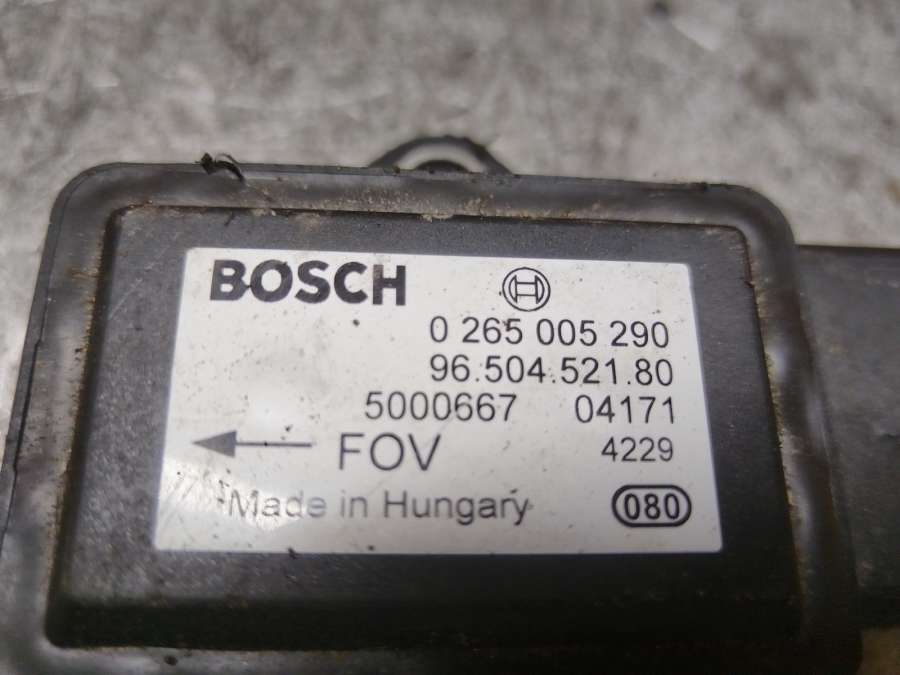 BOSCH
0 265 005 290
96.504.521.80
5000667 04171
FOV 4229
Made in Hungary 080